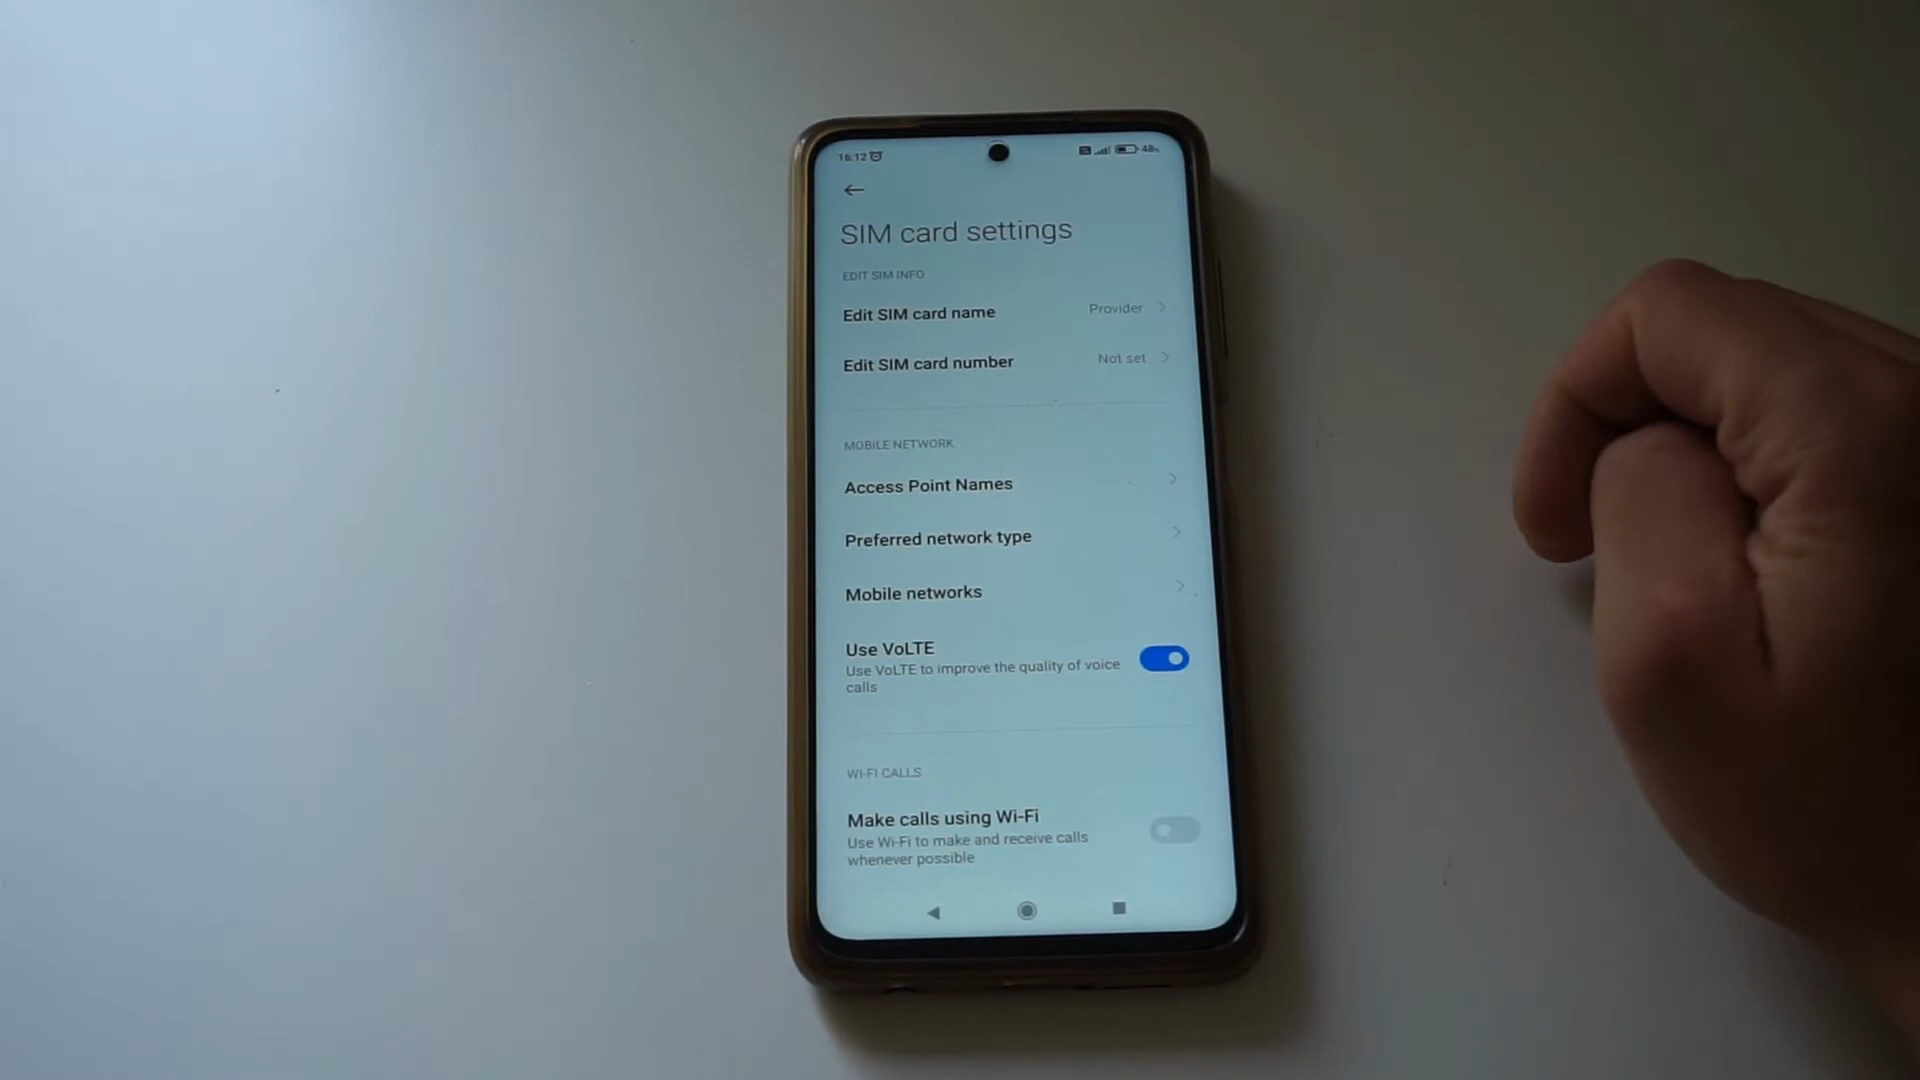 16:12 48%
SIM card settings
EDIT SIM INFO
Edit SIM card name Provider
Edit SIM card number Not set
MOBILE NETWORK
Access Point Names
Preferred network type
Mobile networks
Use VoLTE
Use VoLTE to improve the quality of voice
calls
WI-FI CALLS
Make calls using Wi-Fi
Use Wi-Fi to make and receive calls
whenever possible